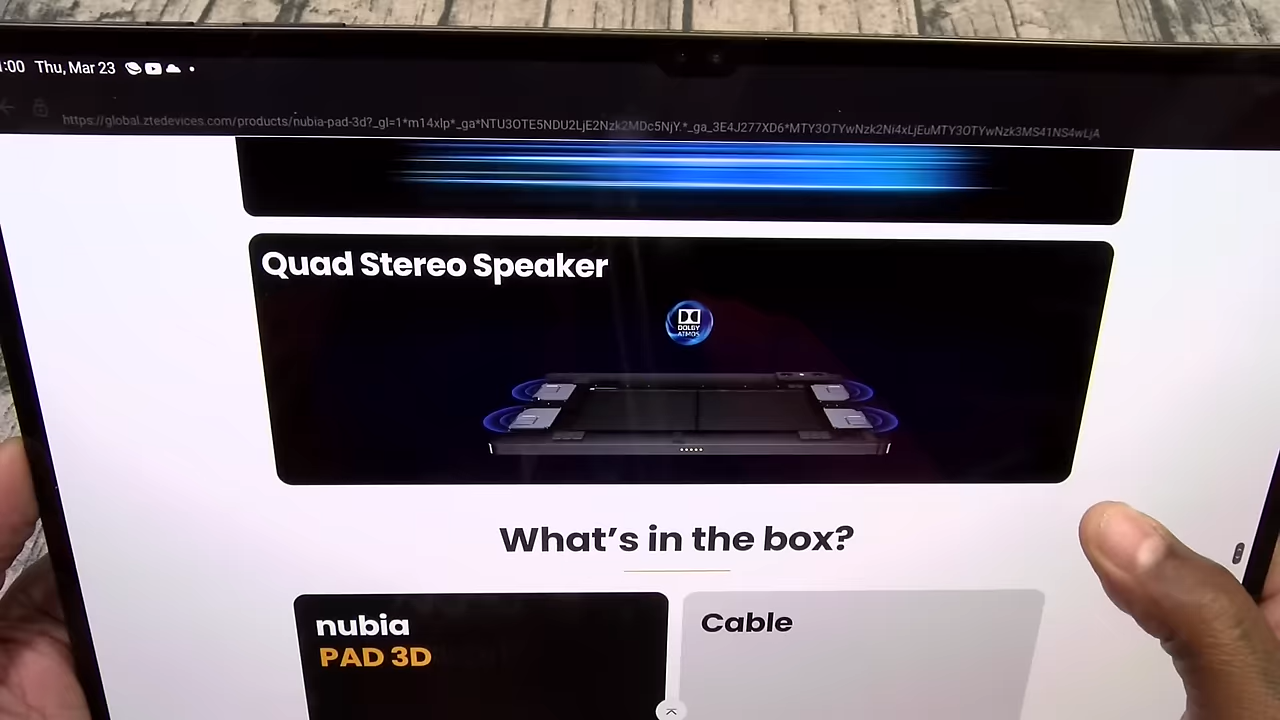 :00 Thu, Mar 23
https://global.ztedevices.com/products/nubia-pad-3d?_gl=1*m14xlp*_ga*NTU3OTE5NDU2LjE2Nzk2MDc5NjY.*_ga_3E4J277XD6*MTY3OTYwNzk2Ni4xLjEuMTY3OTYwNzk3MS41NS4wLjA
Quad Stereo Speaker
DOLBY
ATMOS
What's in the box?
nubia
PAD 3D
Cable